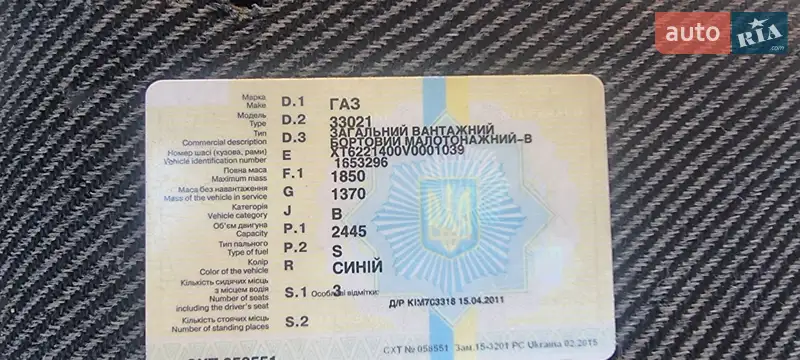 auto RIA .com
Марка
Make D.1 ГАЗ
Модель
Type D.2 33021
Тип
Commercial description D.3 ЗАГАЛЬНИЙ ВАНТАЖНИЙ
БОРТОВИЙ МАЛОТОНАЖНИЙ-В
Номер шасі (кузова, рами)
Vehicle identification number E XT6221400V0001039
1653296
Повна маса
Maximum mass F.1 1850
Маса без навантаження
Mass of the vehicle in service G 1370
Категорія
Vehicle category J B
Об'єм двигуна
Capacity P.1 2445
Тип пального
Type of fuel P.2 S
Колір
Color of the vehicle R СИНІЙ
Кількість сидячих місць
з місцем водія
Number of seats
including the driver's seat S.1 Особливі відмітки: 3
Д/Р КІМ7С3318 15.04.2011
Кількість стоячих місць
Number of standing places S.2
СХТ № 058551 Зам.15-3201 РС Ukraina 02.2015
СХТ 058551